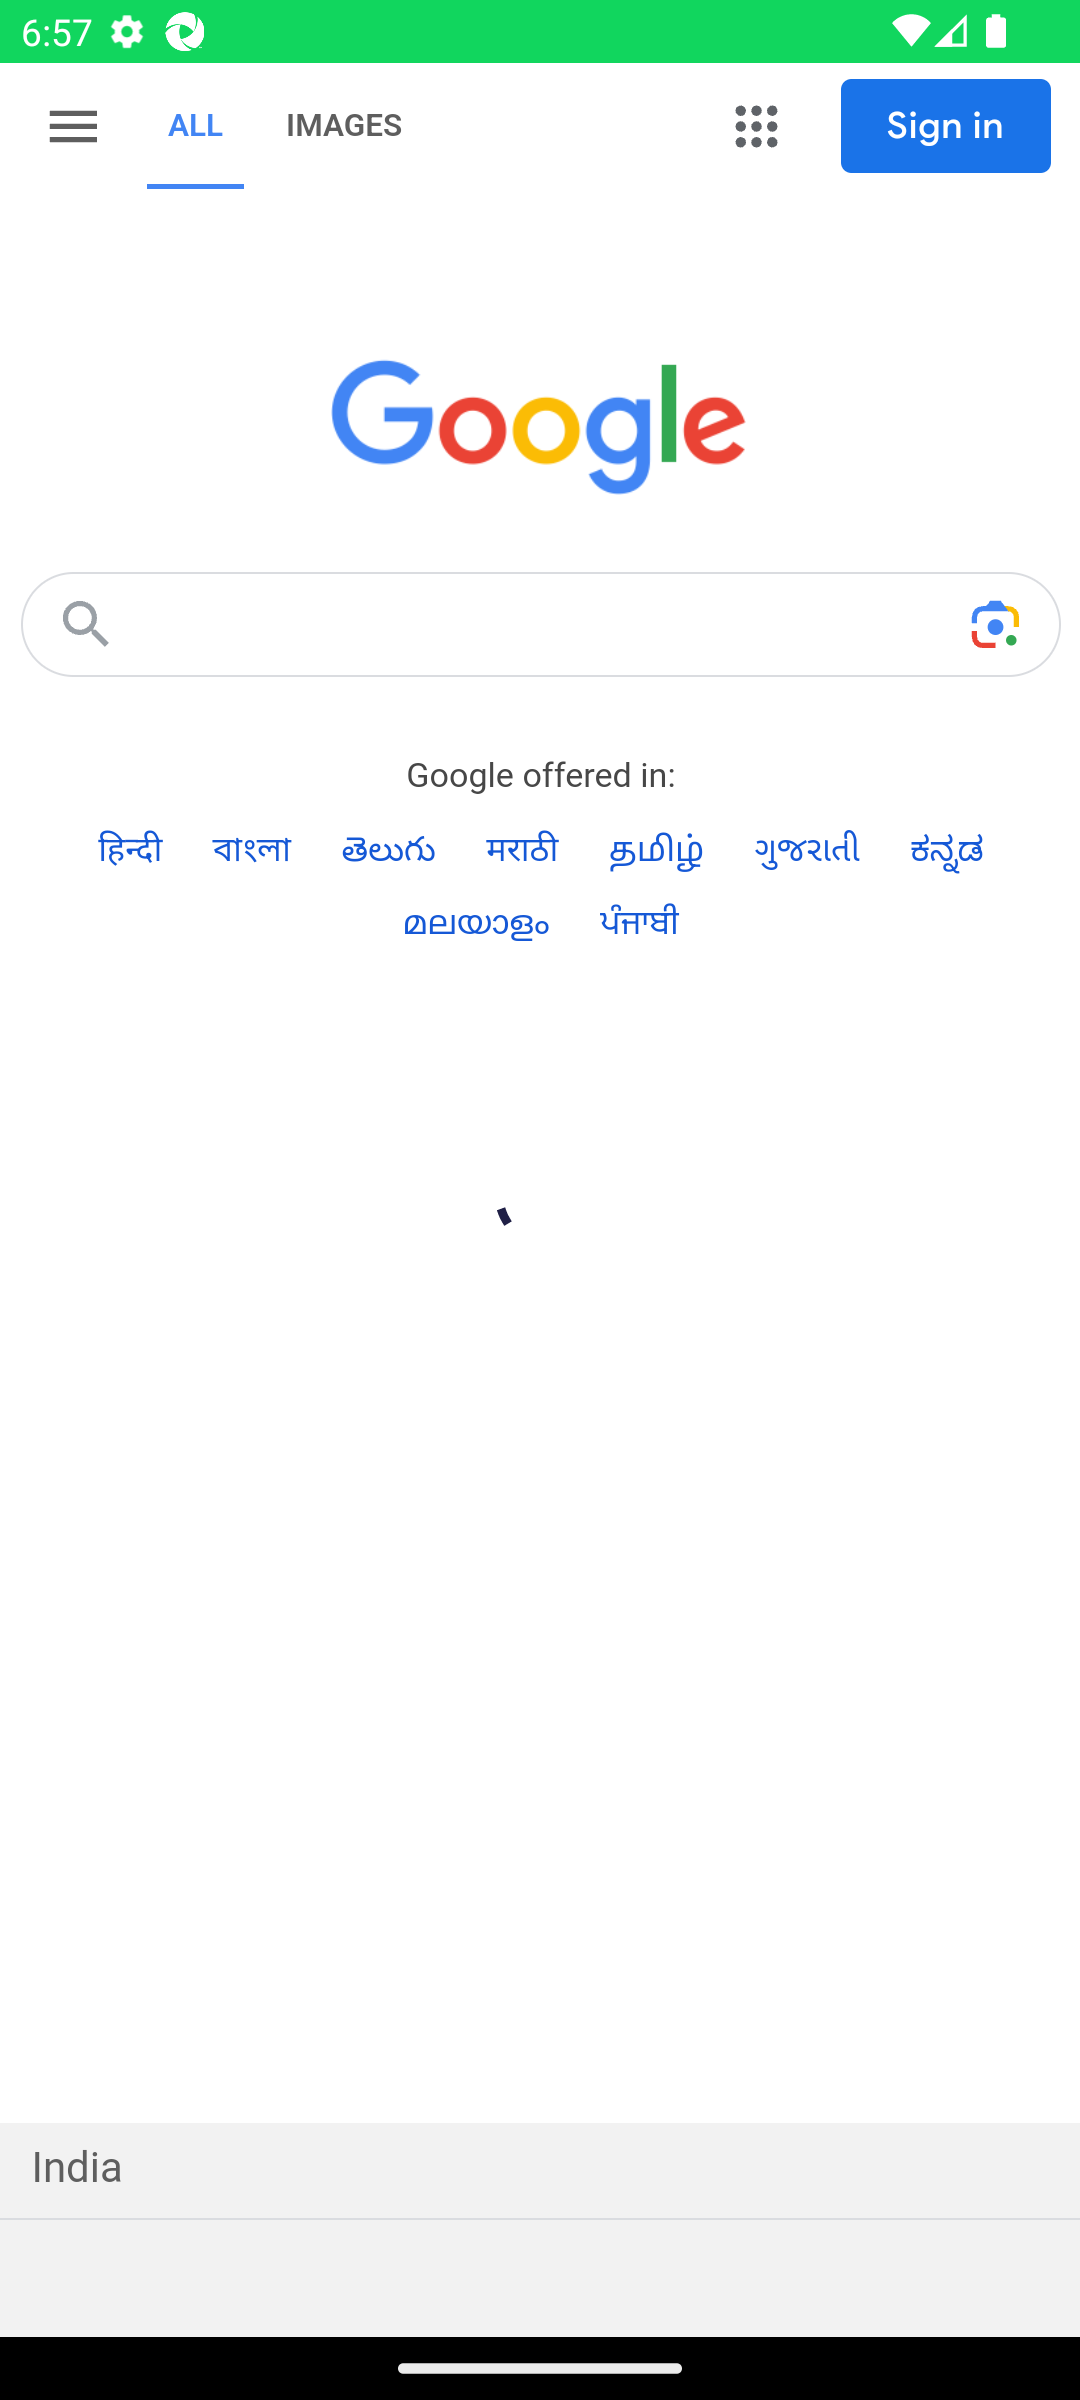 6:57
ALL IMAGES Sign in
Google
Google offered in:
हिन्दी বাংলা తెలుగు मराठी தமிழ் ગુજરાતી ಕನ್ನಡ
മലയാളം ਪੰਜਾਬੀ
India